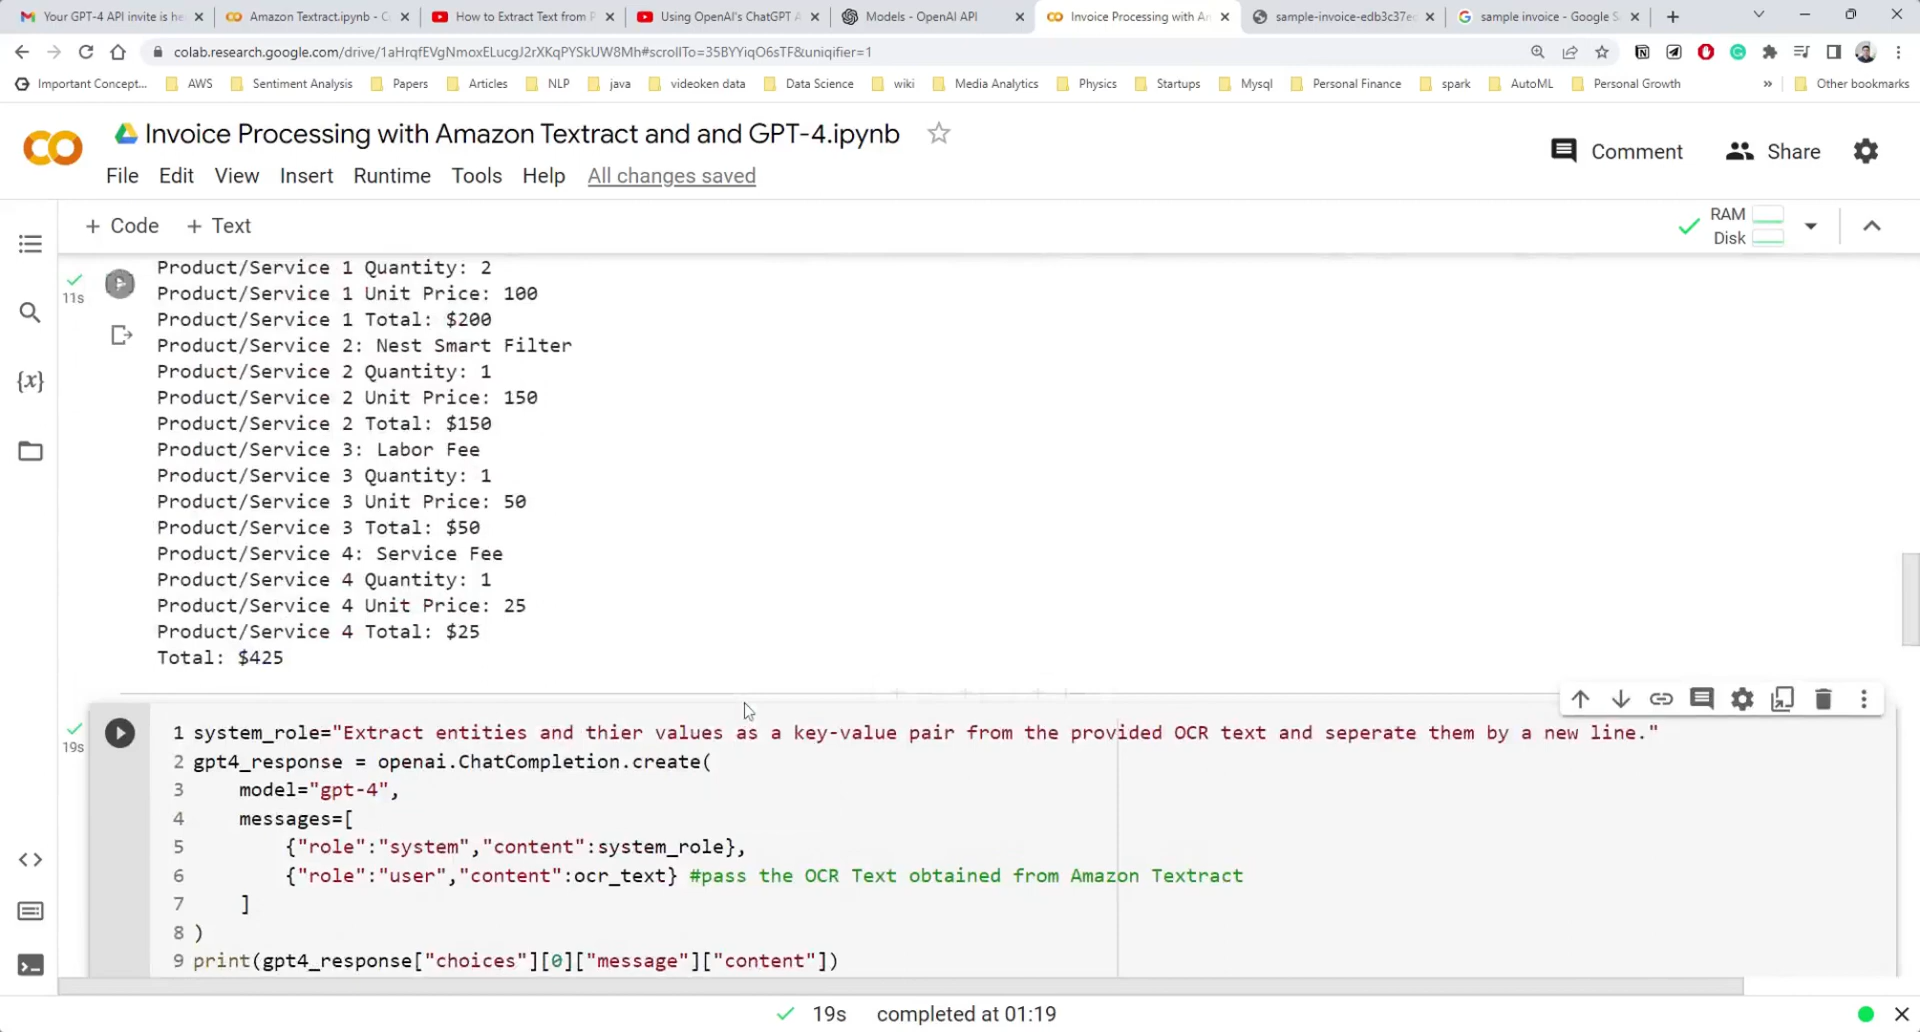 Your GPT-4 API invite is he
Amazon Textract.ipynb - C
How to Extract Text from P
Using OpenAI's ChatGPT A
Models - OpenAI API
Invoice Processing with Am
sample-invoice-edb3c37ec
sample invoice - Google S
colab.research.google.com/drive/1aHrqfEVgNmoxELucgJ2rXKqPYSkUW8Mh#scrollTo=35BYYiqO6sTF&uniqifier=1
Important Concept...
AWS
Sentiment Analysis
Papers
Articles
NLP
java
videoken data
Data Science
wiki
Media Analytics
Physics
Startups
Mysql
Personal Finance
spark
AutoML
Personal Growth
»
Other bookmarks
Invoice Processing with Amazon Textract and and GPT-4.ipynb
Comment
Share
File Edit View Insert Runtime Tools Help All changes saved
+ Code + Text
RAM
Disk
11s
Product/Service 1 Quantity: 2
Product/Service 1 Unit Price: 100
Product/Service 1 Total: $200
Product/Service 2: Nest Smart Filter
Product/Service 2 Quantity: 1
Product/Service 2 Unit Price: 150
Product/Service 2 Total: $150
Product/Service 3: Labor Fee
Product/Service 3 Quantity: 1
Product/Service 3 Unit Price: 50
Product/Service 3 Total: $50
Product/Service 4: Service Fee
Product/Service 4 Quantity: 1
Product/Service 4 Unit Price: 25
Product/Service 4 Total: $25
Total: $425
19s
1 system_role="Extract entities and thier values as a key-value pair from the provided OCR text and seperate them by a new line."
2 gpt4_response = openai.ChatCompletion.create(
3 model="gpt-4",
4 messages=[
5 {"role":"system","content":system_role},
6 {"role":"user","content":ocr_text} #pass the OCR Text obtained from Amazon Textract
7 ]
8 )
9 print(gpt4_response["choices"][0]["message"]["content"])
19s completed at 01:19